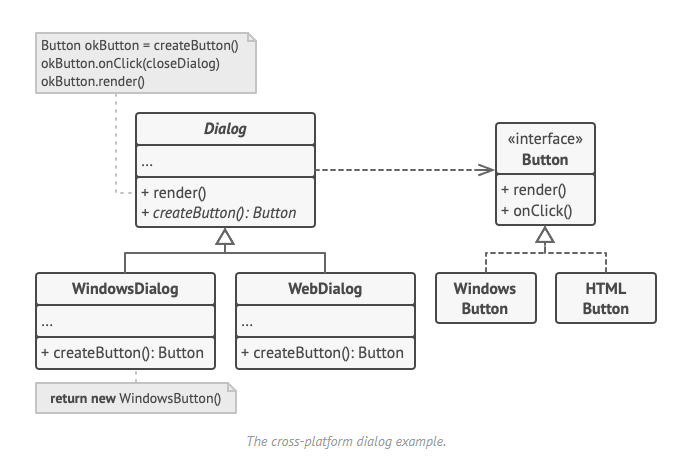 Button okButton = createButton()
okButton.onClick(closeDialog)
okButton.render()
Dialog
...
+ render()
+ createButton(): Button
«interface»
Button
+ render()
+ onClick()
WindowsDialog
...
+ createButton(): Button
WebDialog
...
+ createButton(): Button
Windows
Button
HTML
Button
return new WindowsButton()
The cross-platform dialog example.